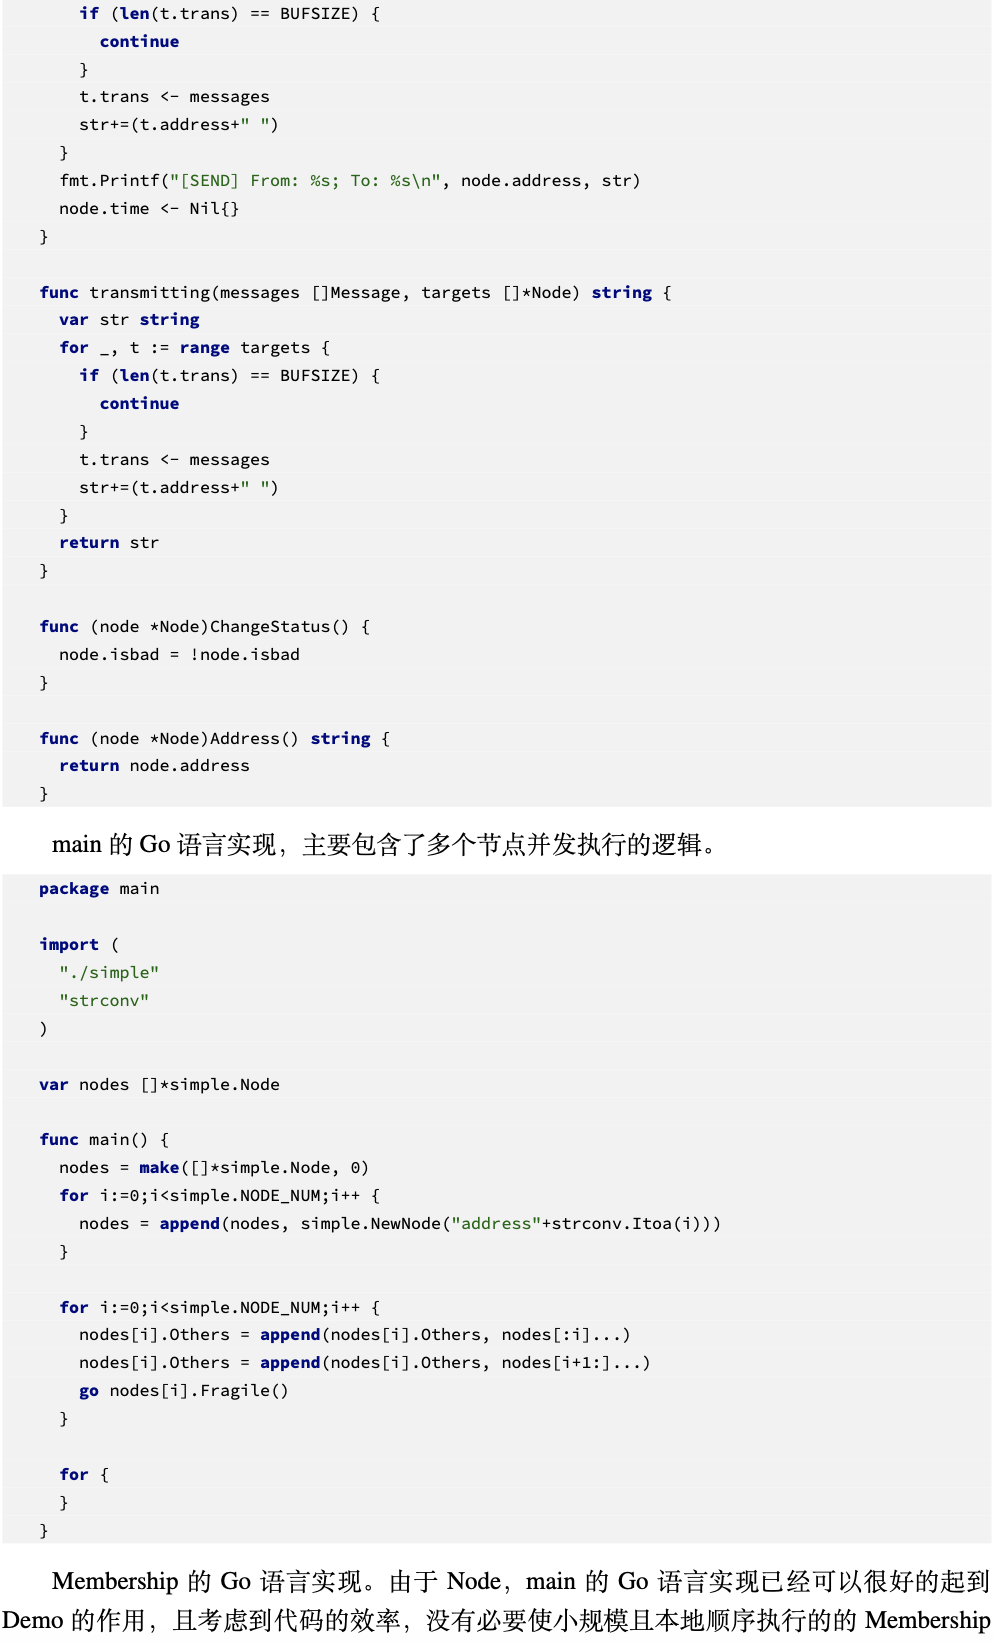 if (len(t.trans) == BUFSIZE) {
continue
}
t.trans <- messages
str+=(t.address+" ")
}
fmt.Printf("[SEND] From: %s; To: %s\n", node.address, str)
node.time <- Nil{}
}
func transmitting(messages []Message, targets []*Node) string {
var str string
for _, t := range targets {
if (len(t.trans) == BUFSIZE) {
continue
}
t.trans <- messages
str+=(t.address+" ")
}
return str
}
func (node *Node)ChangeStatus() {
node.isbad = !node.isbad
}
func (node *Node)Address() string {
return node.address
}
main 的 Go 语言实现，主要包含了多个节点并发执行的逻辑。
package main
import (
"./simple"
"strconv"
)
var nodes []*simple.Node
func main() {
nodes = make([]*simple.Node, 0)
for i:=0;i<simple.NODE_NUM;i++ {
nodes = append(nodes, simple.NewNode("address"+strconv.Itoa(i)))
}
for i:=0;i<simple.NODE_NUM;i++ {
nodes[i].Others = append(nodes[i].Others, nodes[:i]...)
nodes[i].Others = append(nodes[i].Others, nodes[i+1:]...)
go nodes[i].Fragile()
}
for {
}
}
Membership 的 Go 语言实现。由于 Node，main 的 Go 语言实现已经可以很好的起到
Demo 的作用，且考虑到代码的效率，没有必要使小规模且本地顺序执行的的 Membership